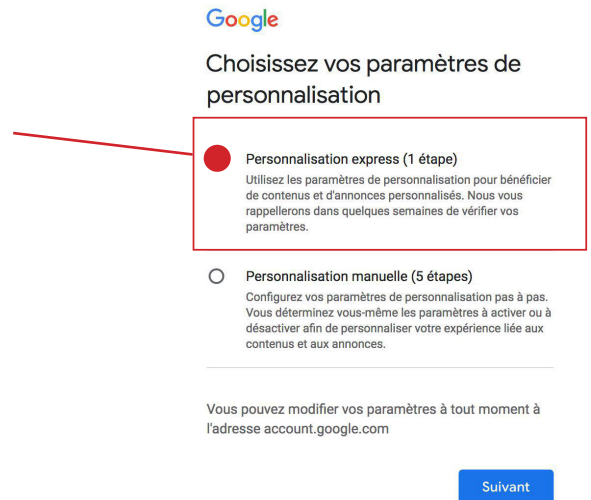 Google
Choisissez vos paramètres de
personnalisation
Personnalisation express (1 étape)
Utilisez les paramètres de personnalisation pour bénéficier
de contenus et d'annonces personnalisés. Nous vous
rappellerons dans quelques semaines de vérifier vos
paramètres.
Personnalisation manuelle (5 étapes)
Configurez vos paramètres de personnalisation pas à pas.
Vous déterminez vous-même les paramètres à activer ou à
désactiver afin de personnaliser votre expérience liée aux
contenus et aux annonces.
Vous pouvez modifier vos paramètres à tout moment à
l'adresse account.google.com
Suivant